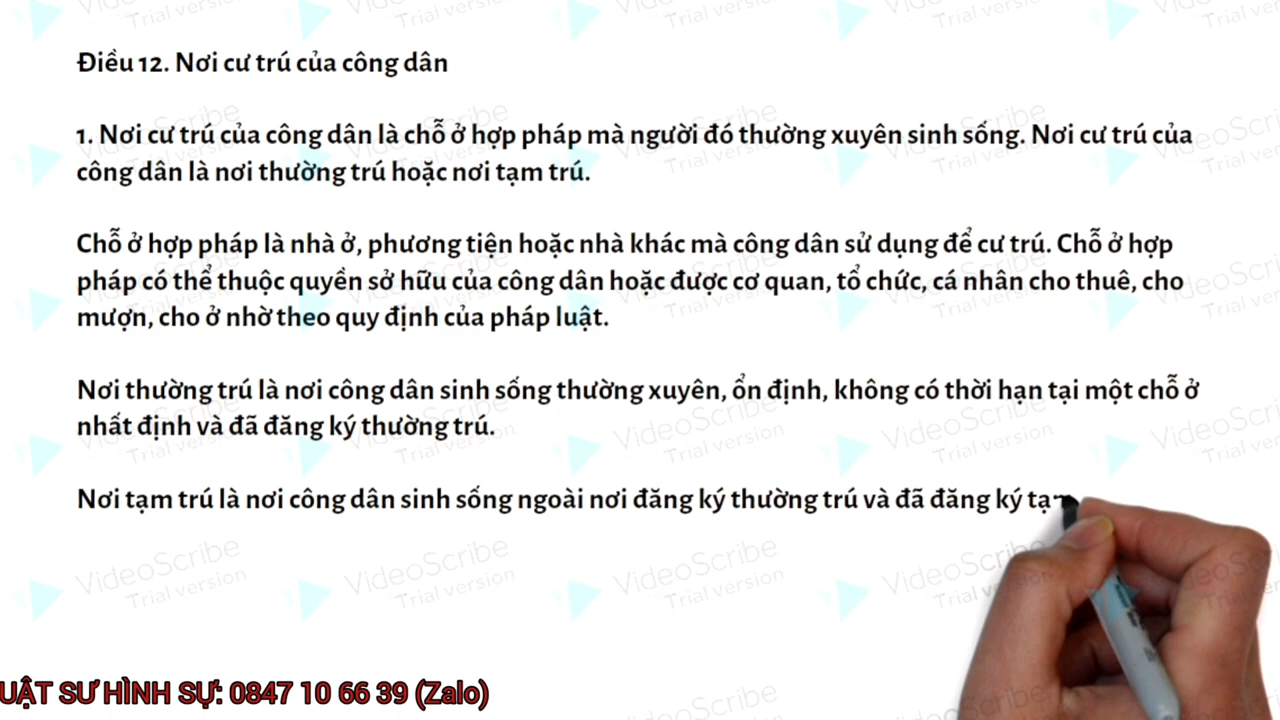 Điều 12. Nơi cư trú của công dân
1. Nơi cư trú của công dân là chỗ ở hợp pháp mà người đó thường xuyên sinh sống. Nơi cư trú của
công dân là nơi thường trú hoặc nơi tạm trú.
Chỗ ở hợp pháp là nhà ở, phương tiện hoặc nhà khác mà công dân sử dụng để cư trú. Chỗ ở hợp
pháp có thể thuộc quyền sở hữu của công dân hoặc được cơ quan, tổ chức, cá nhân cho thuê, cho
mượn, cho ở nhờ theo quy định của pháp luật.
Nơi thường trú là nơi công dân sinh sống thường xuyên, ổn định, không có thời hạn tại một chỗ ở
nhất định và đã đăng ký thường trú.
Nơi tạm trú là nơi công dân sinh sống ngoài nơi đăng ký thường trú và đã đăng ký
UẬT SƯ HÌNH SỰ: 0847 10 66 39 (Zalo)
VideoScribe
Trial version